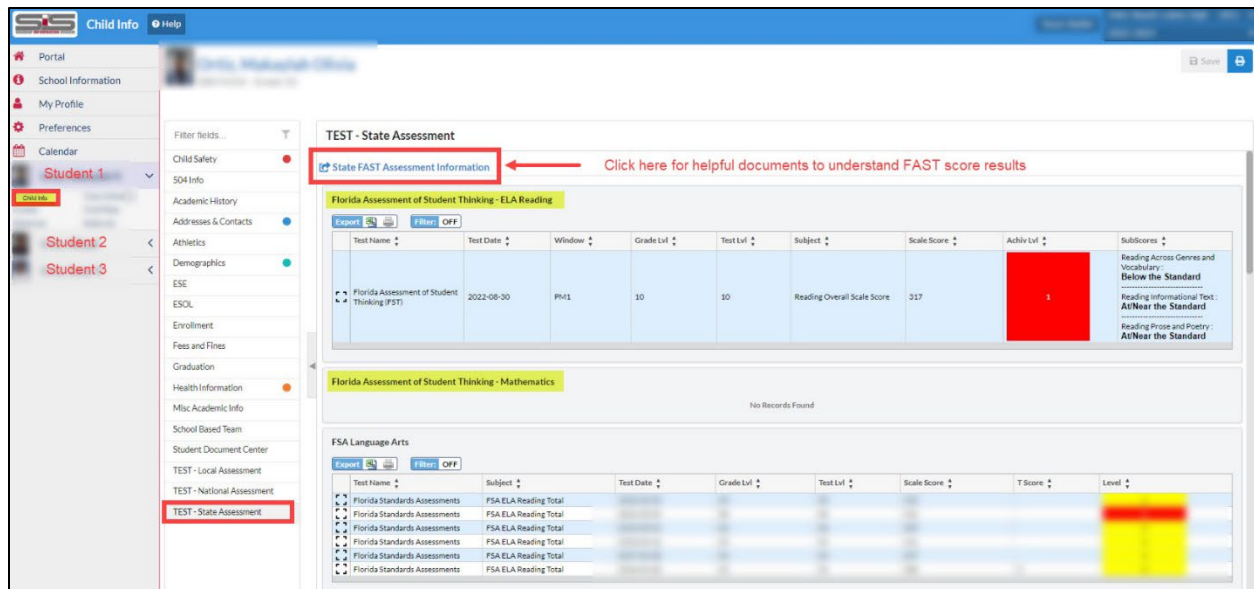 SIS
Child Info
Help
Portal
School Information
My Profile
Preferences
Calendar
Student 1
Child Info
Student 2
Student 3
Save
Filter fields...
Child Safety
504 Info
Academic History
Addresses & Contacts
Athletics
Demographics
ESE
ESOL
Enrollment
Fees and Fines
Graduation
Health Information
Misc Academic Info
School Based Team
Student Document Center
TEST - Local Assessment
TEST - National Assessment
TEST - State Assessment
TEST - State Assessment
State FAST Assessment Information
Click here for helpful documents to understand FAST score results
Florida Assessment of Student Thinking - ELA Reading
Export Filter: OFF
Test Name Test Date Window Grade Lvl Test Lvl Subject Scale Score Achiv Lvl SubScores
Florida Assessment of Student Thinking (FST) 2022-08-30 PM1 10 10 Reading Overall Scale Score 317 1
Reading Across Genres and
Vocabulary :
Below the Standard
------------------------------
Reading Informational Text :
At/Near the Standard
------------------------------
Reading Prose and Poetry :
At/Near the Standard
Florida Assessment of Student Thinking - Mathematics
No Records Found
FSA Language Arts
Export Filter: OFF
Test Name Subject Test Date Grade Lvl Test Lvl Scale Score T Score Level
Florida Standards Assessments FSA ELA Reading Total
Florida Standards Assessments FSA ELA Reading Total
Florida Standards Assessments FSA ELA Reading Total
Florida Standards Assessments FSA ELA Reading Total
Florida Standards Assessments FSA ELA Reading Total
Florida Standards Assessments FSA ELA Reading Total